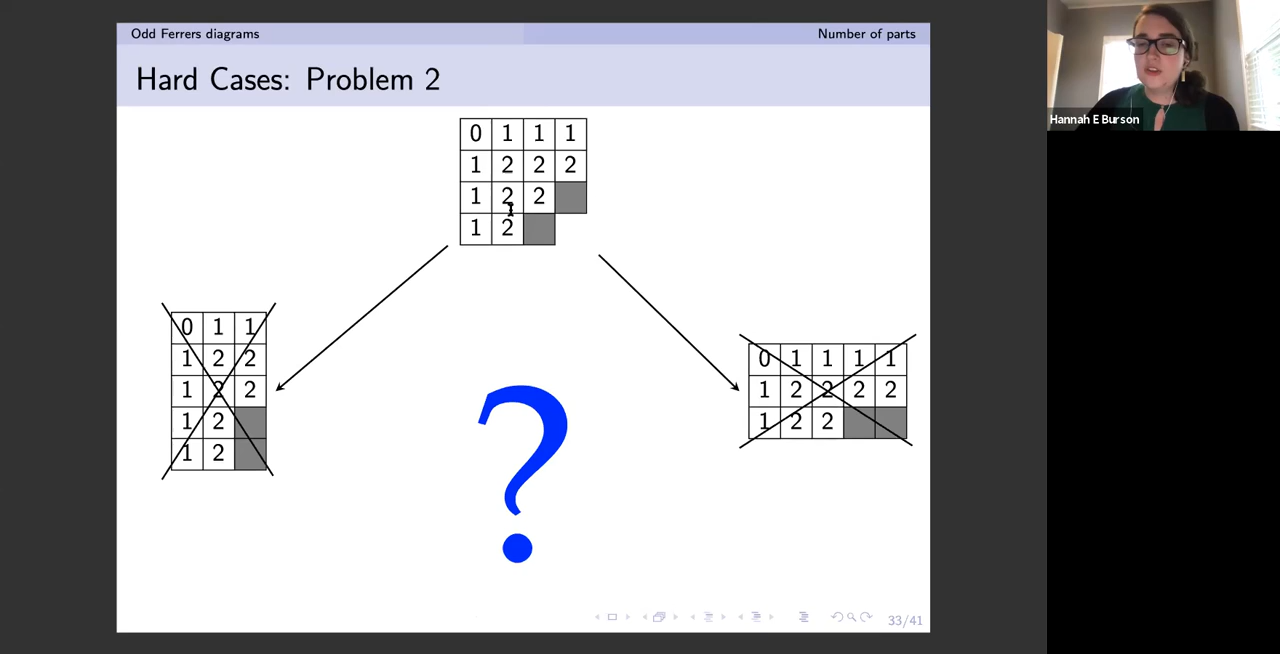 Odd Ferrers diagrams
Number of parts
Hard Cases: Problem 2
Hannah E Burson
0 1 1 1
1 2 2 2
1 2 2
1 2
0 1 1
1 2 2
1 2 2
1 2
1 2
0 1 1 1 1
1 2 2 2 2
1 2 2
?
33/41